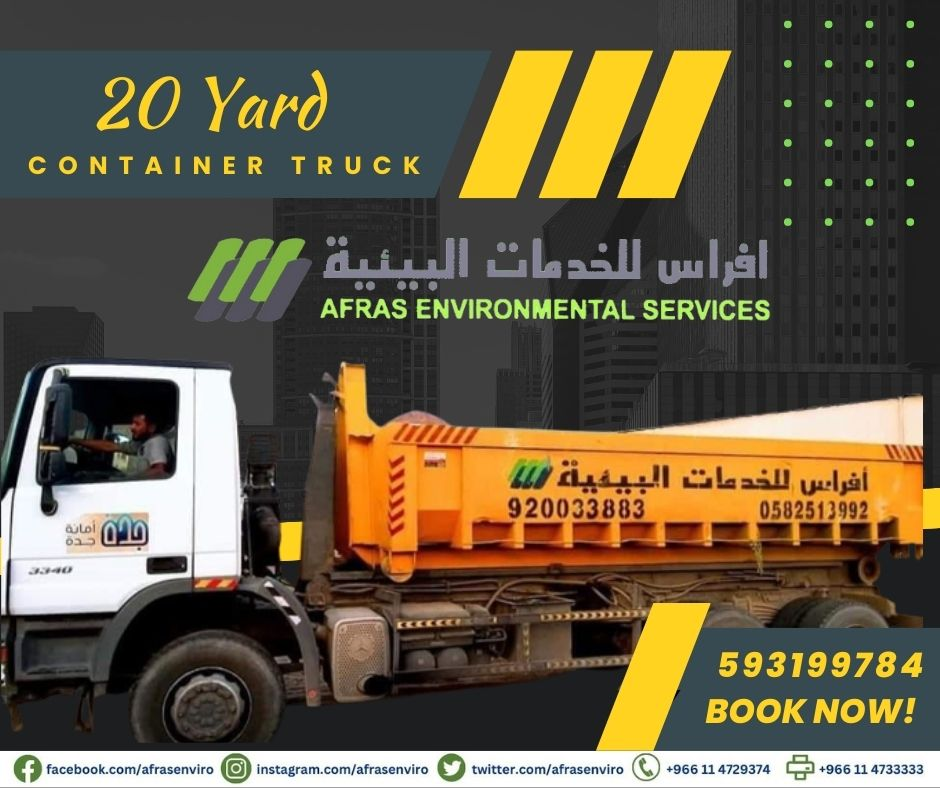 20 Yard
CONTAINER TRUCK
افراس للخدمات البيئية
AFRAS ENVIRONMENTAL SERVICES
أفراس للخدمات البيئية
920033883 0582513992
أمانة
جدة
جدة
3340
593199784
BOOK NOW!
facebook.com/afrasenviro instagram.com/afrasenviro twitter.com/afrasenviro +966 11 4729374 +966 11 4733333